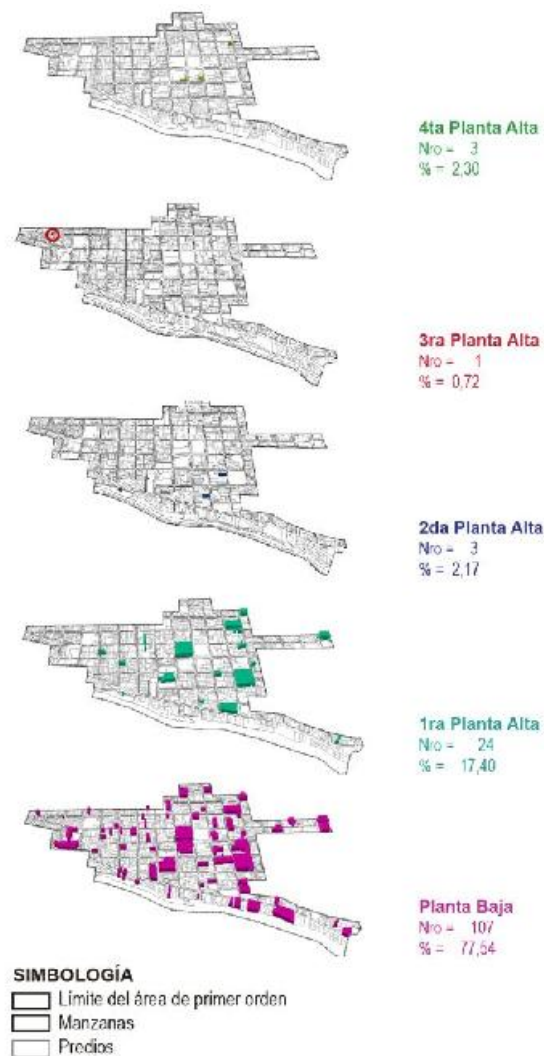 4ta Planta Alta
Nro = 3
% = 2,30
3ra Planta Alta
Nro = 1
% = 0,72
2da Planta Alta
Nro = 3
% = 2,17
1ra Planta Alta
Nro = 24
% = 17,40
Planta Baja
Nro = 107
% = 77,54
SIMBOLOGÍA
Límite del área de primer orden
Manzanas
Predios